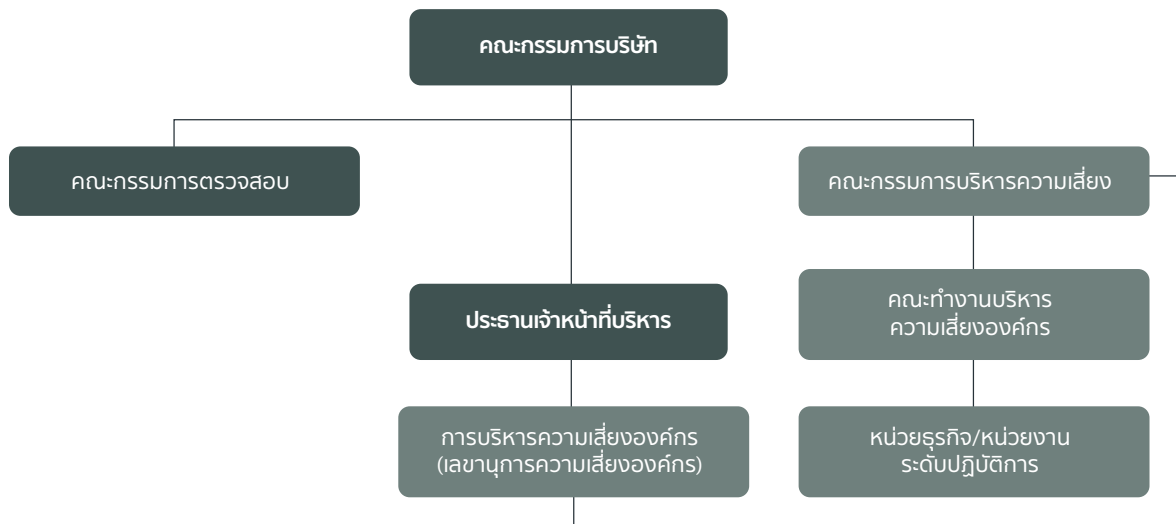 คณะกรรมการบริษัท
คณะกรรมการตรวจสอบ
คณะกรรมการบริหารความเสี่ยง
ประธานเจ้าหน้าที่บริหาร
คณะทำงานบริหาร
ความเสี่ยงองค์กร
การบริหารความเสี่ยงองค์กร
(เลขานุการความเสี่ยงองค์กร)
หน่วยธุรกิจ/หน่วยงาน
ระดับปฏิบัติการ